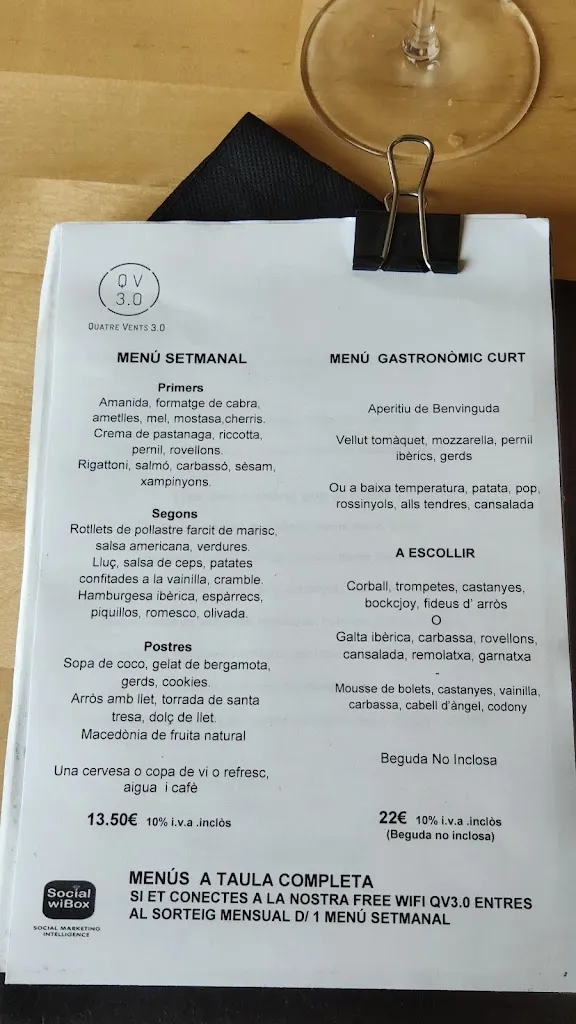 QV
3.0
QUATRE VENTS 3.0
MENÚ SETMANAL
Primers
Amanida, formatge de cabra,
ametlles, mel, mostasa,cherris.
Crema de pastanaga, riccotta,
pernil, rovellons.
Rigattoni, salmó, carbassó, sèsam,
xampinyons.
Segons
Rotllets de pollastre farcit de marisc,
salsa americana, verdures.
Lluç, salsa de ceps, patates
confitades a la vainilla, cramble.
Hamburgesa ibèrica, espàrrecs,
piquillos, romesco, olivada.
Postres
Sopa de coco, gelat de bergamota,
gerds, cookies.
Arròs amb llet, torrada de santa
tresa, dolç de llet.
Macedònia de fruita natural
Una cervesa o copa de vi o refresc,
aigua i cafè
13.50€ 10% i.v.a .inclòs
MENÚ GASTRONÒMIC CURT
Aperitiu de Benvinguda
Vellut tomàquet, mozzarella, pernil
ibèrics, gerds
Ou a baixa temperatura, patata, pop,
rossinyols, alls tendres, cansalada
A ESCOLLIR
Corball, trompetes, castanyes,
bockcjoy, fideus d' arròs
O
Galta ibèrica, carbassa, rovellons,
cansalada, remolatxa, garnatxa
-
Mousse de bolets, castanyes, vainilla,
carbassa, cabell d'àngel, codony
Beguda No Inclosa
22€ 10% i.v.a .inclòs
(Beguda no inclosa)
Social
wiBox
SOCIAL MARKETING
INTELLIGENCE
MENÚS A TAULA COMPLETA
SI ET CONECTES A LA NOSTRA FREE WIFI QV3.0 ENTRES
AL SORTEIG MENSUAL D/ 1 MENÚ SETMANAL